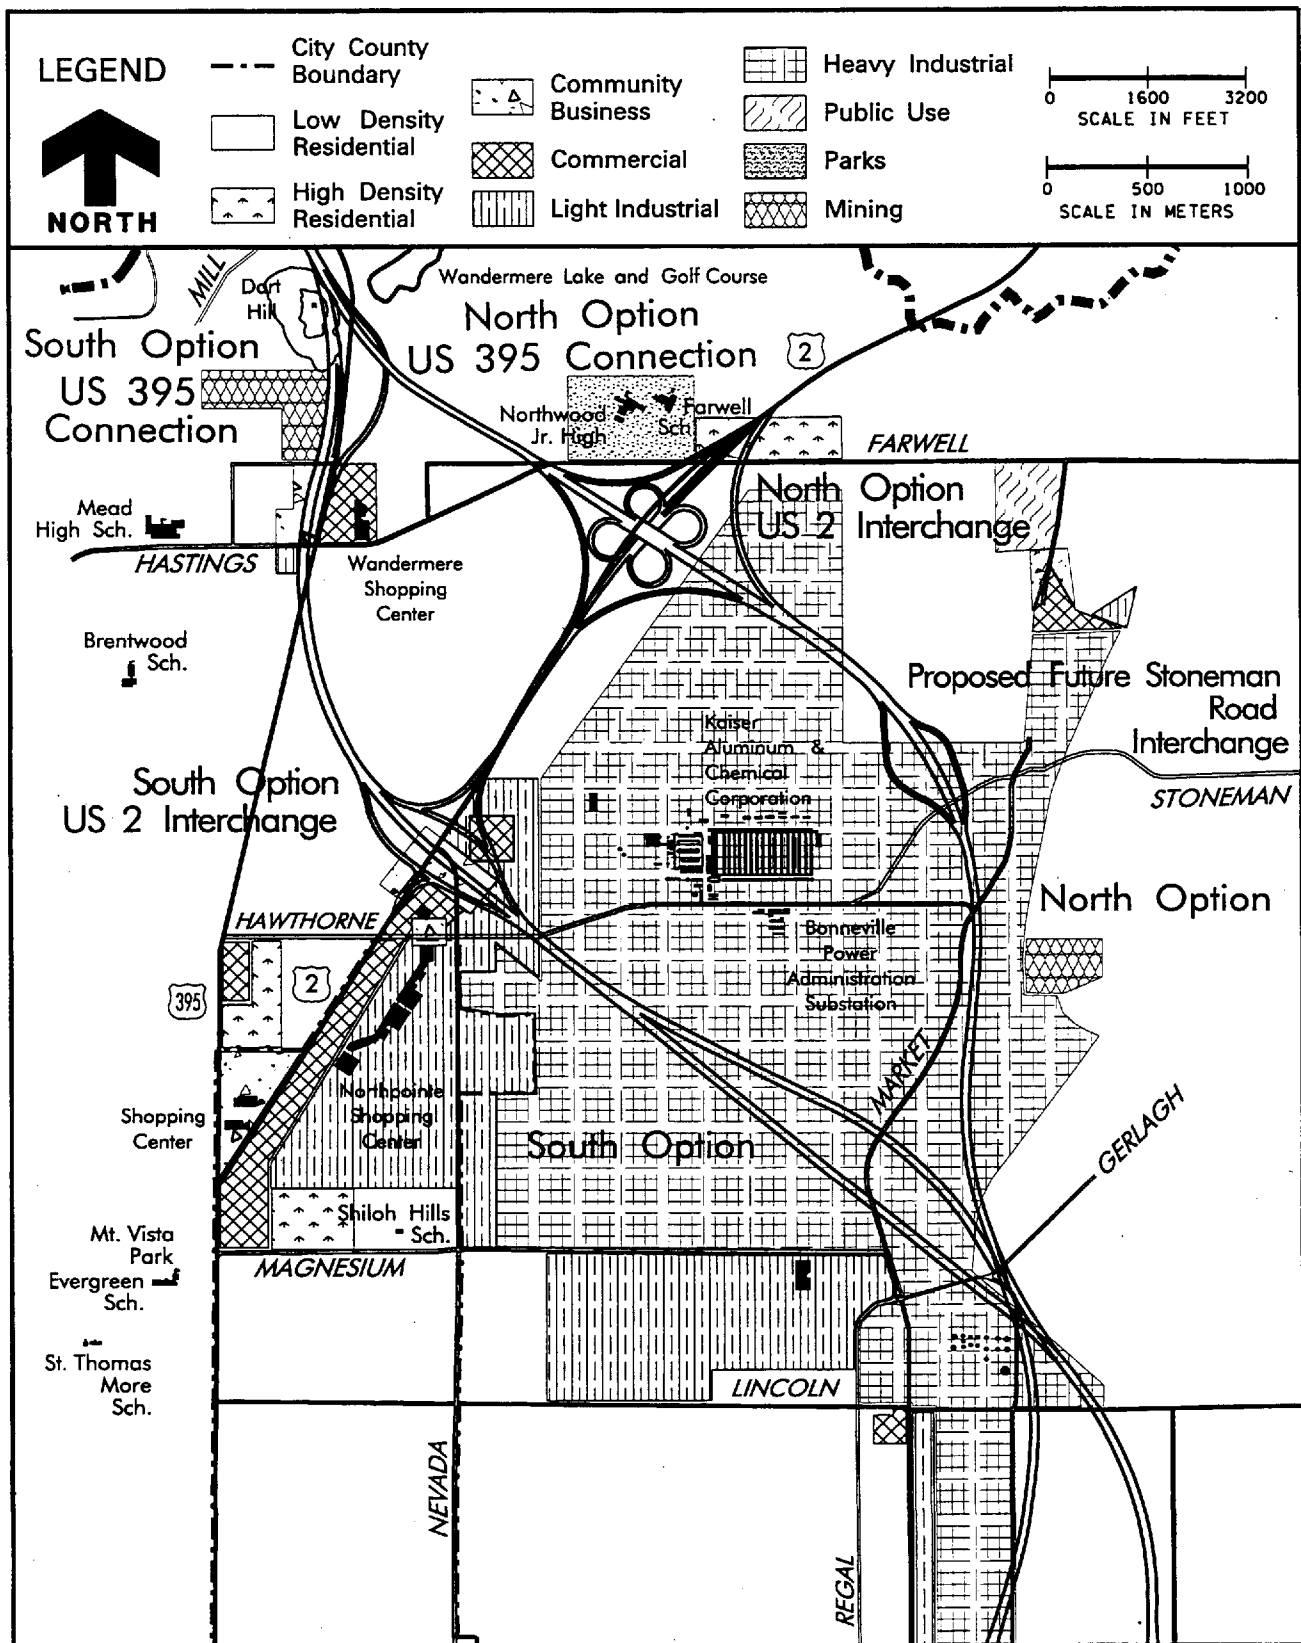 LEGEND
NORTH
City County
Boundary
Low Density
Residential
High Density
Residential
Community
Business
Commercial
Light Industrial
Heavy Industrial
Public Use
Parks
Mining
0 1600 3200
SCALE IN FEET
0 500 1000
SCALE IN METERS
MILL
Dart
Hill
Wandermere Lake and Golf Course
North Option
US 395 Connection
2
South Option
US 395
Connection
Northwood
Jr. High
Farwell
Sch.
FARWELL
North Option
US 2 Interchange
Mead
High Sch.
HASTINGS
Wandermere
Shopping
Center
Brentwood
Sch.
Proposed Future Stoneman
Road
Interchange
STONEMAN
Kaiser
Aluminum &
Chemical
Corporation
South Option
US 2 Interchange
North Option
HAWTHORNE
2
395
Bonneville
Power
Administration
Substation
MARKET
GERLAGH
Northpointe
Shopping
Center
Shopping
Center
South Option
Shiloh Hills
Sch.
Mt. Vista
Park
MAGNESIUM
Evergreen
Sch.
St. Thomas
More
Sch.
LINCOLN
NEVADA
REGAL